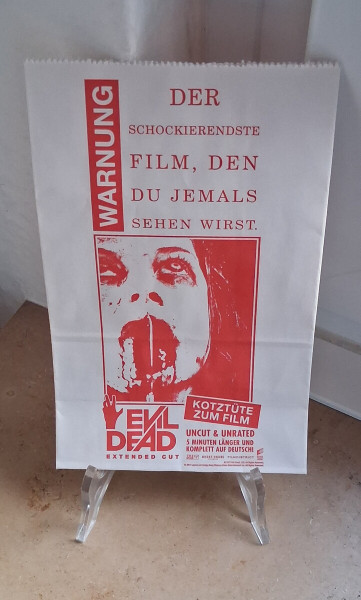 WARNUNG
DER
SCHOCKIERENDSTE
FILM, DEN
DU JEMALS
SEHEN WIRST.
EVIL
DEAD
EXTENDED CUT
KOTZTÜTE
ZUM FILM
UNCUT & UNRATED
5 MINUTEN LÄNGER UND
KOMPLETT AUF DEUTSCH!